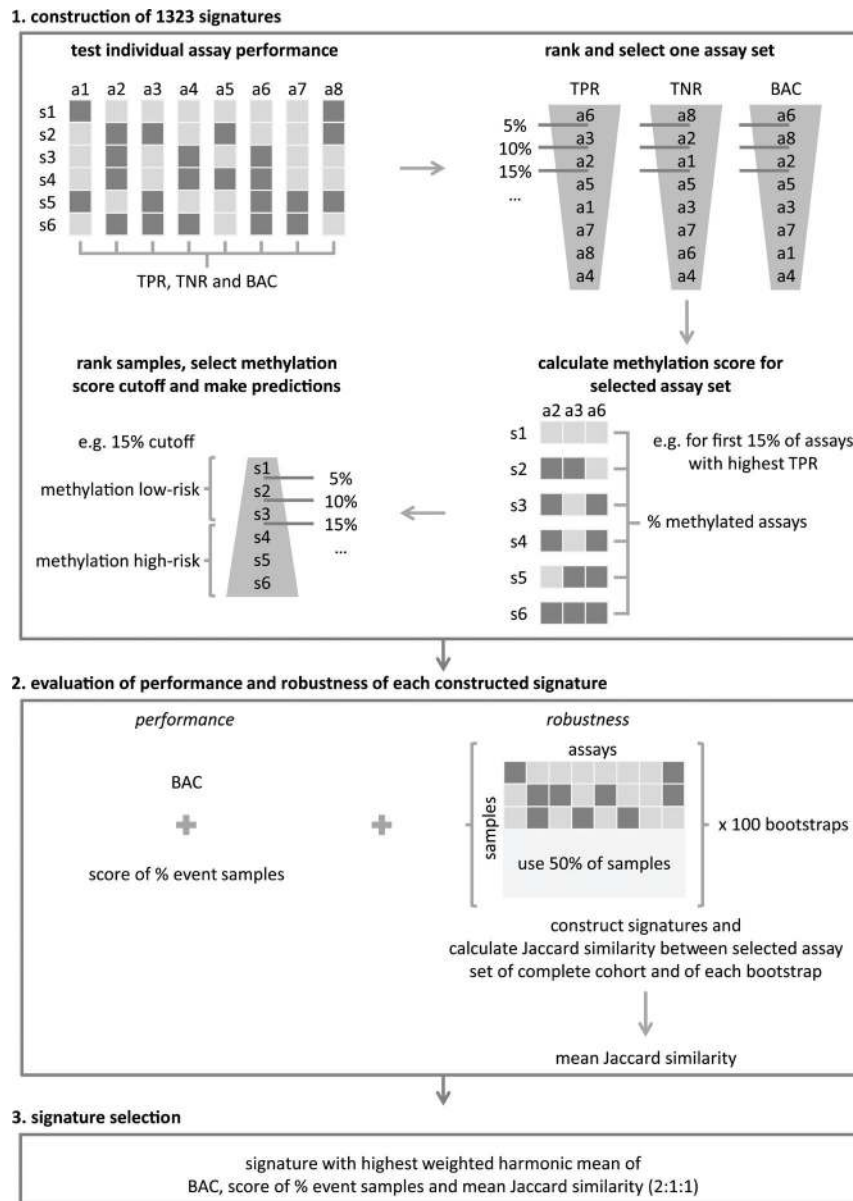 1. construction of 1323 signatures
test individual assay performance
a1 a2 a3 a4 a5 a6 a7 a8
s1
s2
s3
s4
s5
s6
TPR, TNR and BAC
rank and select one assay set
TPR TNR BAC
5%
10%
15%
...
a6 a8 a6
a3 a2 a8
a2 a1 a2
a5 a5 a5
a1 a3 a3
a7 a7 a7
a8 a6 a1
a4 a4 a4
calculate methylation score for
selected assay set
a2 a3 a6
s1
s2
s3
s4
s5
s6
e.g. for first 15% of assays
with highest TPR
% methylated assays
rank samples, select methylation
score cutoff and make predictions
e.g. 15% cutoff
methylation low-risk
methylation high-risk
s1
s2
s3
s4
s5
s6
5%
10%
15%
...
2. evaluation of performance and robustness of each constructed signature
performance
BAC
+
score of % event samples
+
robustness
assays
samples
use 50% of samples
x 100 bootstraps
construct signatures and
calculate Jaccard similarity between selected assay
set of complete cohort and of each bootstrap
mean Jaccard similarity
3. signature selection
signature with highest weighted harmonic mean of
BAC, score of % event samples and mean Jaccard similarity (2:1:1)